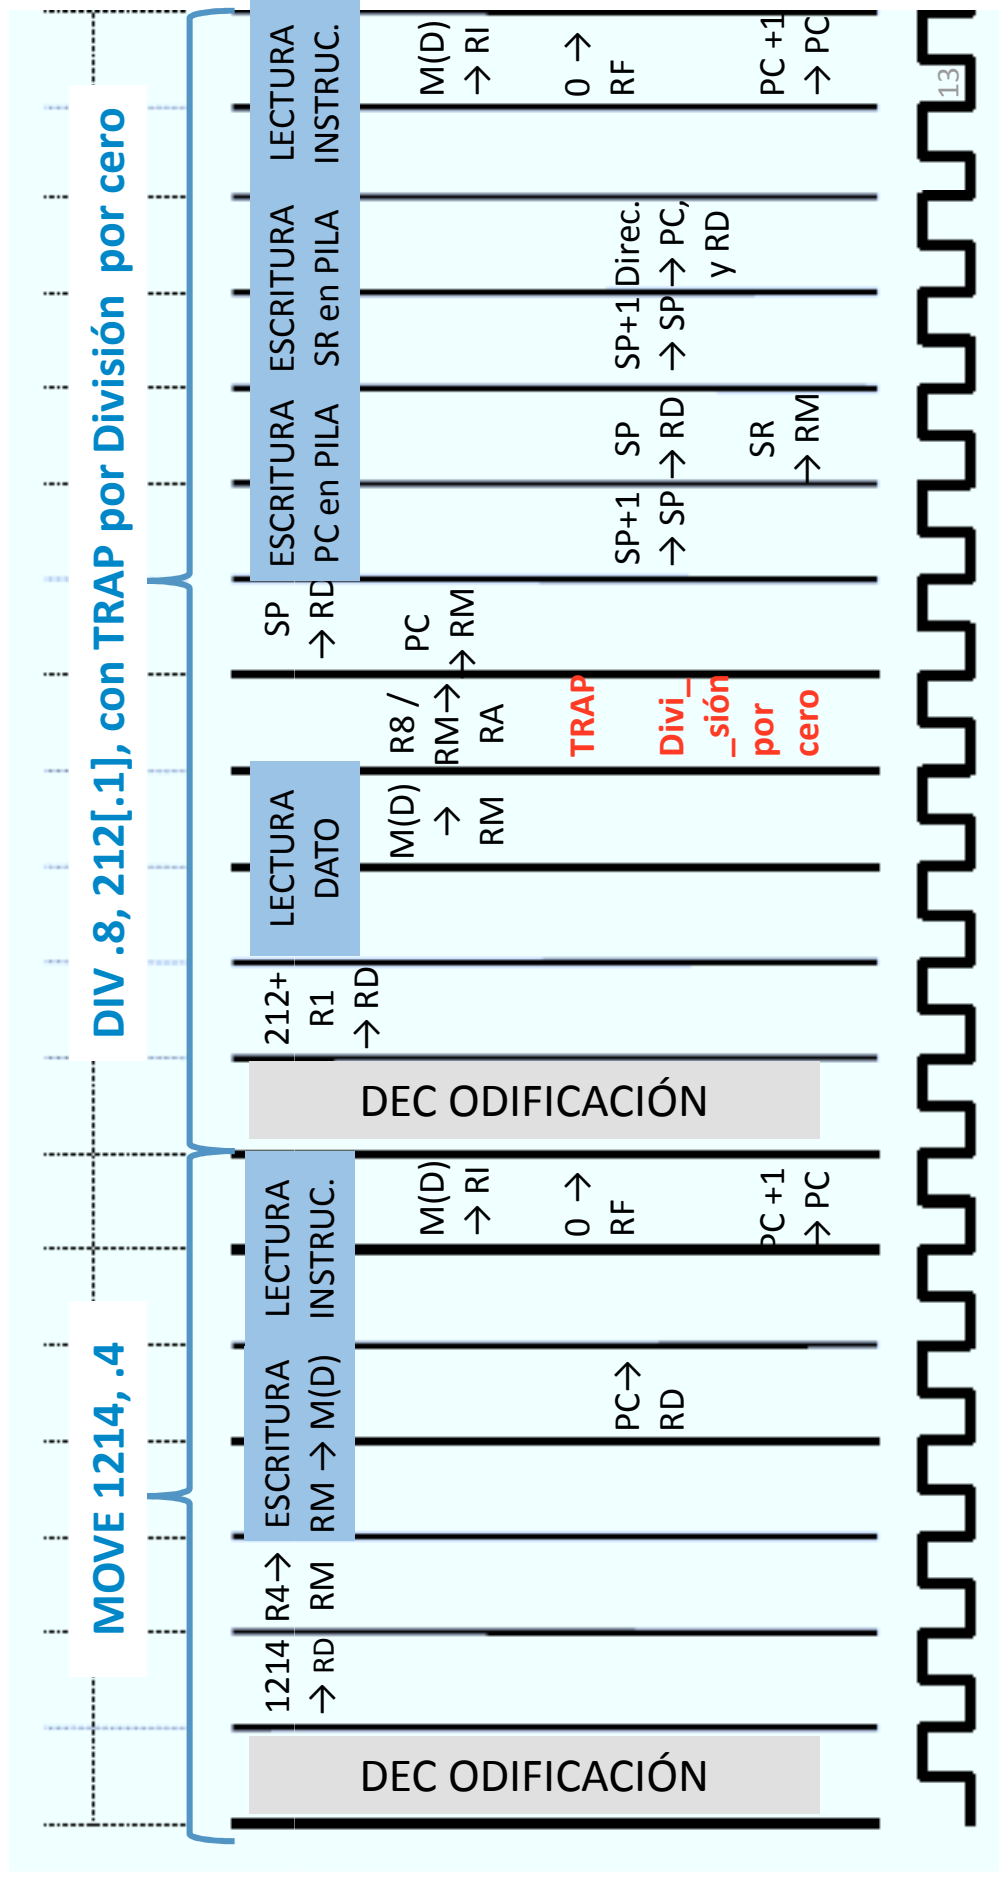 MOVE 1214, .4
DIV .8, 212[.1], con TRAP por División por cero
DEC ODIFICACIÓN
1214
→ RD
R4→
RM
ESCRITURA
RM → M(D)
PC→
RD
LECTURA
INSTRUC.
M(D)
→ RI
0 →
RF
PC +1
→ PC
DEC ODIFICACIÓN
212+
R1
→ RD
LECTURA
DATO
M(D)
→
RM
R8 /
RM→
RA
TRAP
Divi_
_sión
por
cero
SP
→ RD
PC
→ RM
ESCRITURA
PC en PILA
SP+1
→ SP
SP
→ RD
SR
→ RM
ESCRITURA
SR en PILA
SP+1
→ SP
Direc.
→ PC,
y RD
LECTURA
INSTRUC.
M(D)
→ RI
0 →
RF
PC +1
→ PC
13